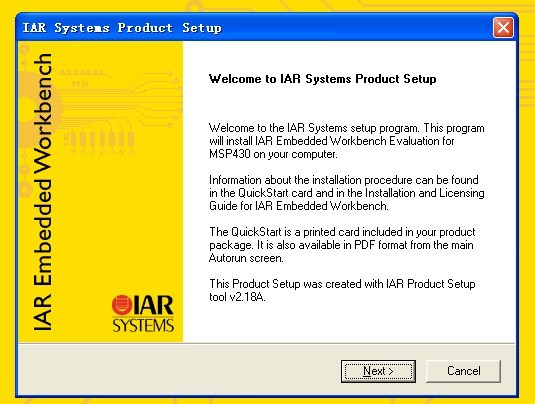 IAR Systems Product Setup
IAR Embedded Workbench
Welcome to IAR Systems Product Setup
Welcome to the IAR Systems setup program. This program
will install IAR Embedded Workbench Evaluation for
MSP430 on your computer.
Information about the installation procedure can be found
in the QuickStart card and in the Installation and Licensing
Guide for IAR Embedded Workbench.
The QuickStart is a printed card included in your product
package. It is also available in PDF format from the main
Autorun screen.
This Product Setup was created with IAR Product Setup
tool v2.18A.
IAR
SYSTEMS
Next >
Cancel